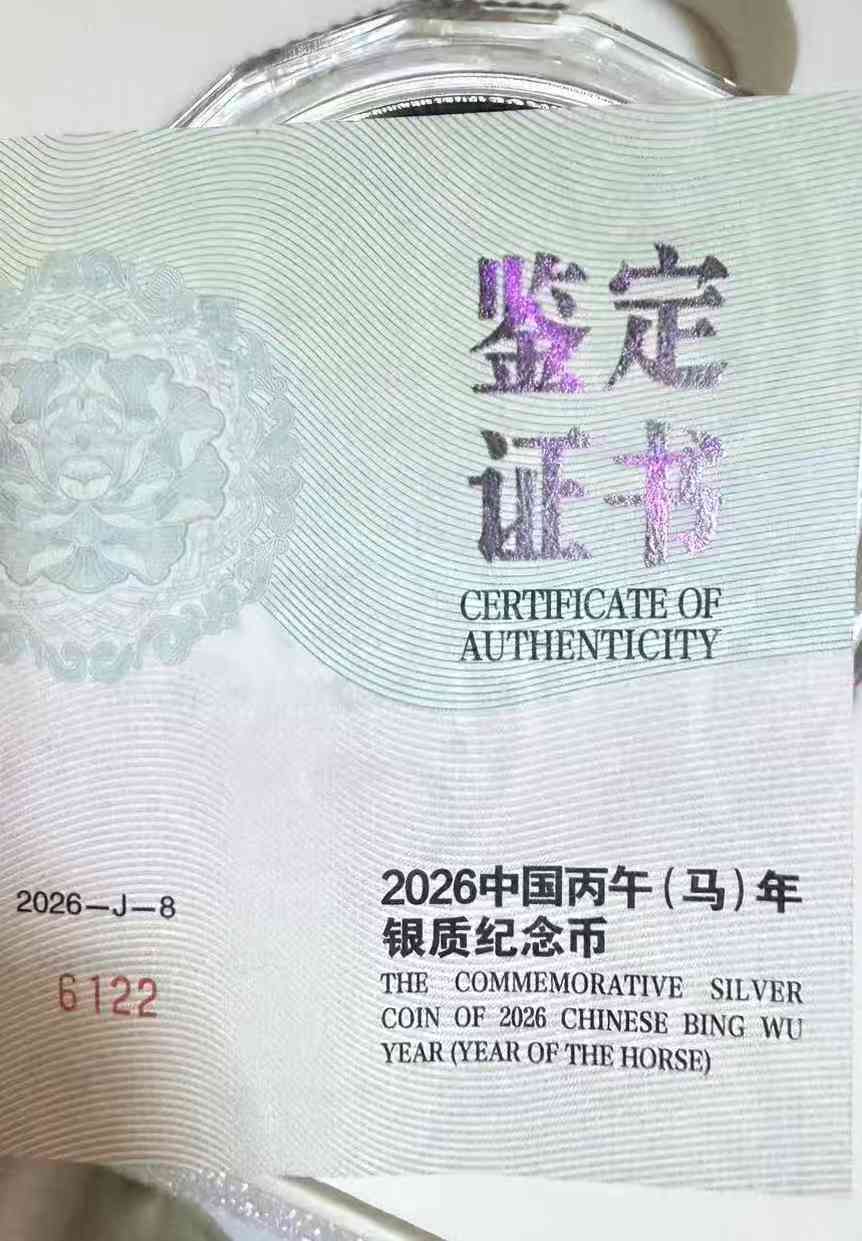 鉴定
证书
CERTIFICATE OF
AUTHENTICITY
2026中国丙午（马）年
银质纪念币
THE COMMEMORATIVE SILVER
COIN OF 2026 CHINESE BING WU
YEAR (YEAR OF THE HORSE)
2026—J—8
6122